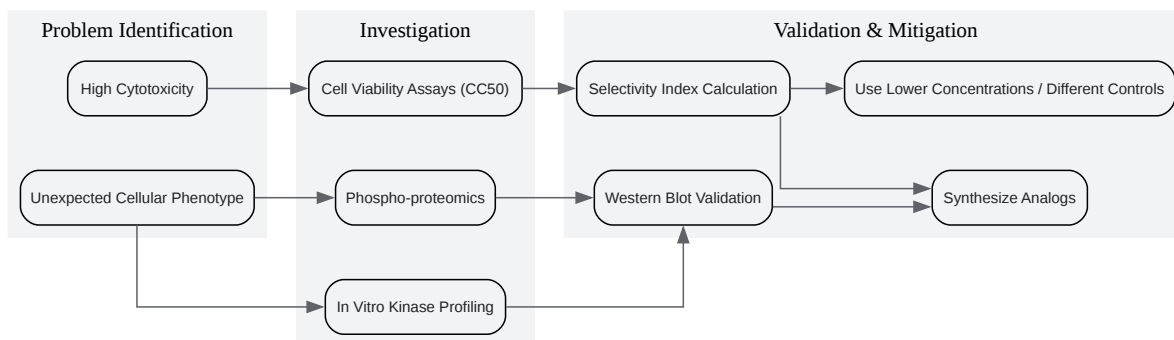 Problem Identification
Investigation
Validation & Mitigation
High Cytotoxicity
Cell Viability Assays (CC50)
Selectivity Index Calculation
Use Lower Concentrations / Different Controls
Unexpected Cellular Phenotype
Phospho-proteomics
Western Blot Validation
Synthesize Analogs
In Vitro Kinase Profiling